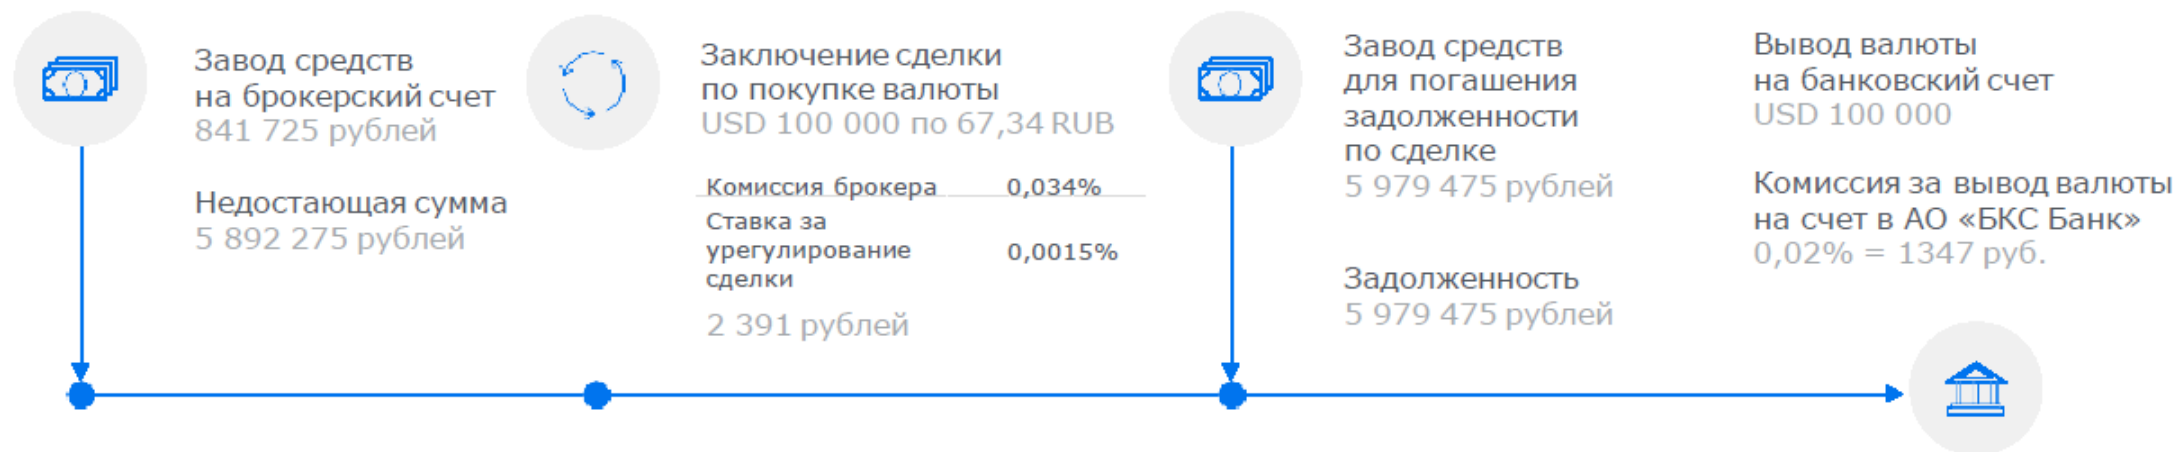 Завод средств
на брокерский счет
841 725 рублей
Недостающая сумма
5 892 275 рублей
Заключение сделки
по покупке валюты
USD 100 000 по 67,34 RUB
Комиссия брокера 0,034%
Ставка за
урегулирование 0,0015%
сделки
2 391 рублей
Завод средств
для погашения
задолженности
по сделке
5 979 475 рублей
Задолженность
5 979 475 рублей
Вывод валюты
на банковский счет
USD 100 000
Комиссия за вывод валюты
на счет в АО «БКС Банк»
0,02% = 1347 руб.